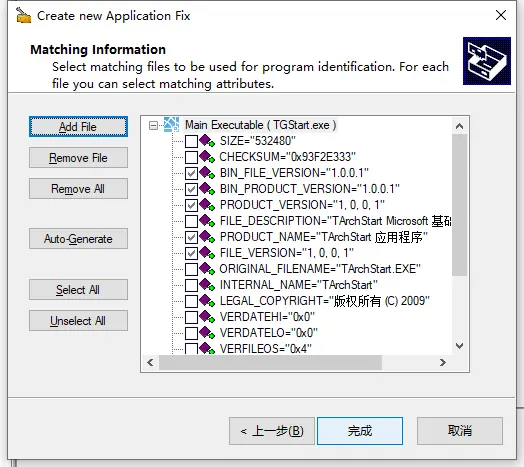 Create new Application Fix
Matching Information
Select matching files to be used for program identification. For each
file you can select matching attributes.
Add File
Remove File
Remove All
Auto-Generate
Select All
Unselect All
Main Executable ( TGStart.exe )
SIZE="532480"
CHECKSUM="0x93F2E333"
BIN_FILE_VERSION="1.0.0.1"
BIN_PRODUCT_VERSION="1.0.0.1"
PRODUCT_VERSION="1, 0, 0, 1"
FILE_DESCRIPTION="TArchStart Microsoft 基础
PRODUCT_NAME="TArchStart 应用程序"
FILE_VERSION="1, 0, 0, 1"
ORIGINAL_FILENAME="TArchStart.EXE"
INTERNAL_NAME="TArchStart"
LEGAL_COPYRIGHT="版权所有 (C) 2009"
VERDATEHI="0x0"
VERDATELO="0x0"
VERFILEOS="0x4"
< 上一步(B)
完成
取消